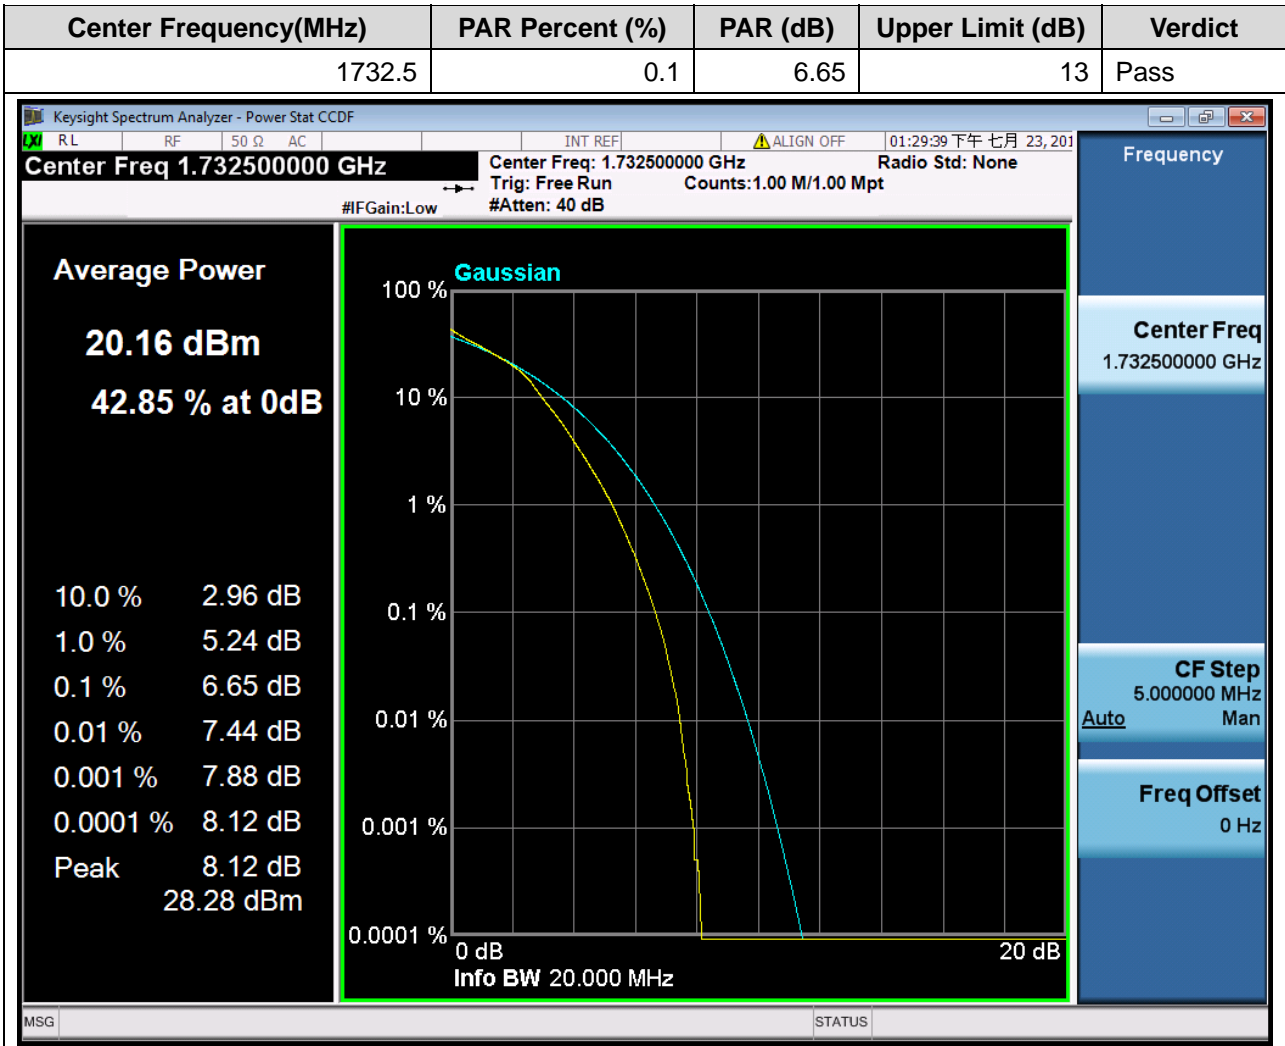 Center Frequency(MHz) PAR Percent (%) PAR (dB) Upper Limit (dB) Verdict
1732.5 0.1 6.65 13 Pass
Keysight Spectrum Analyzer - Power Stat CCDF
LXI RL RF 50 Ω AC INT REF ALIGN OFF 01:29:39 下午 七月 23, 201
Center Freq 1.732500000 GHz
Center Freq: 1.732500000 GHz Radio Std: None
Trig: Free Run Counts:1.00 M/1.00 Mpt
#IFGain:Low #Atten: 40 dB
Frequency
Average Power
20.16 dBm
42.85 % at 0dB
10.0 % 2.96 dB
1.0 % 5.24 dB
0.1 % 6.65 dB
0.01 % 7.44 dB
0.001 % 7.88 dB
0.0001 % 8.12 dB
Peak 8.12 dB
28.28 dBm
Gaussian
100 %
10 %
1 %
0.1 %
0.01 %
0.001 %
0.0001 %
0 dB 20 dB
Info BW 20.000 MHz
Center Freq
1.732500000 GHz
CF Step
5.000000 MHz
Auto Man
Freq Offset
0 Hz
MSG STATUS